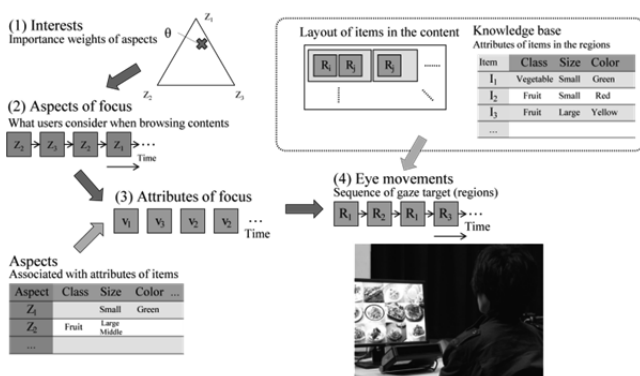 (1) Interests
Importance weights of aspects
θ
Z1
Z2
Z3
(2) Aspects of focus
What users consider when browsing contents
Z2 Z3 Z2 Z1 ...
Time
(3) Attributes of focus
v1 v3 v2 v2 ...
Time
Aspects
Associated with attributes of items
Aspect Class Size Color ...
Z1 Small Green
Z2 Fruit Large
Middle
...
Layout of items in the content
Ri Rj Rj ......
Knowledge base
Attributes of items in the regions
Item Class Size Color
I1 Vegetable Small Green
I2 Fruit Small Red
I3 Fruit Large Yellow
...
(4) Eye movements
Sequence of gaze target (regions)
R1 R2 R1 R3 ...
Time